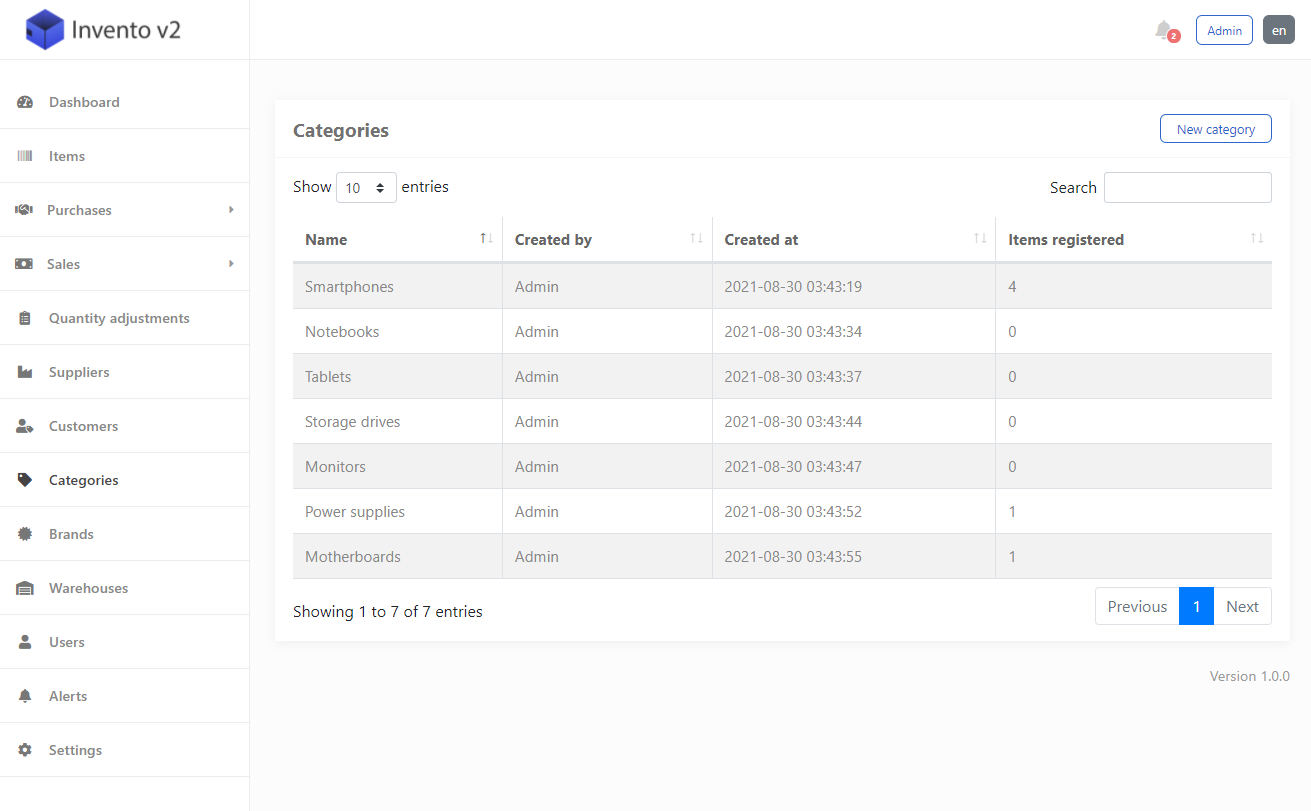 Invento v2
2
Admin
en
Dashboard
Items
Purchases
Sales
Quantity adjustments
Suppliers
Customers
Categories
Brands
Warehouses
Users
Alerts
Settings
Categories
New category
Show 10 entries
Search
Name Created by Created at Items registered
Smartphones Admin 2021-08-30 03:43:19 4
Notebooks Admin 2021-08-30 03:43:34 0
Tablets Admin 2021-08-30 03:43:37 0
Storage drives Admin 2021-08-30 03:43:44 0
Monitors Admin 2021-08-30 03:43:47 0
Power supplies Admin 2021-08-30 03:43:52 1
Motherboards Admin 2021-08-30 03:43:55 1
Showing 1 to 7 of 7 entries
Previous 1 Next
Version 1.0.0